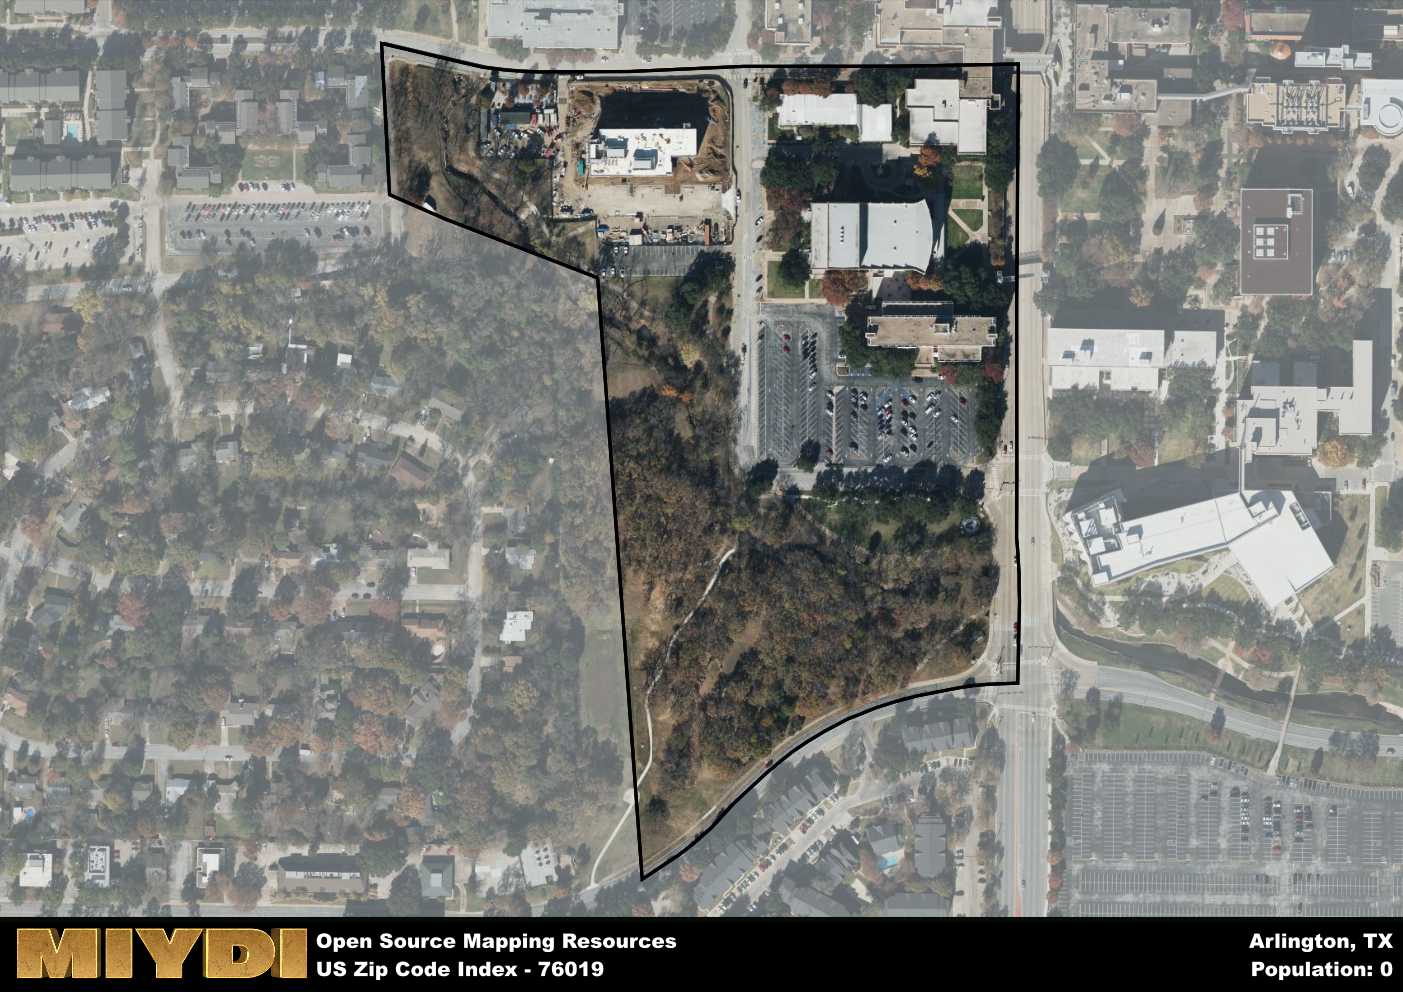 MIYDI
Open Source Mapping Resources
US Zip Code Index - 76019
Arlington, TX
Population: 0